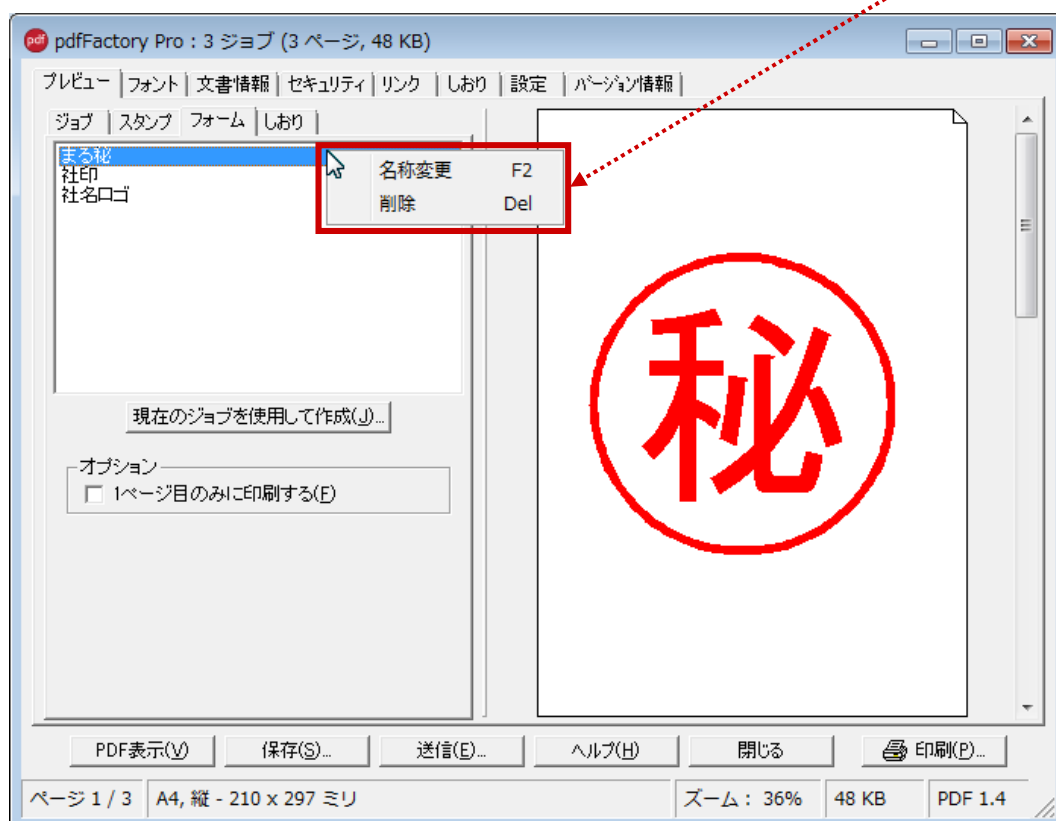 pdf pdfFactory Pro : 3 ジョブ (3 ページ, 48 KB)
プレビュー フォント 文書情報 セキュリティ リンク しおり 設定 バージョン情報
ジョブ スタンプ フォーム しおり
まる秘
社印
社名ロゴ
名称変更 F2
削除 Del
現在のジョブを使用して作成(J)...
オプション
1ページ目のみに印刷する(F)
秘
PDF表示(V) 保存(S)... 送信(E)... ヘルプ(H) 閉じる 印刷(P)...
ページ 1 / 3 A4, 縦 - 210 x 297 ミリ ズーム : 36% 48 KB PDF 1.4